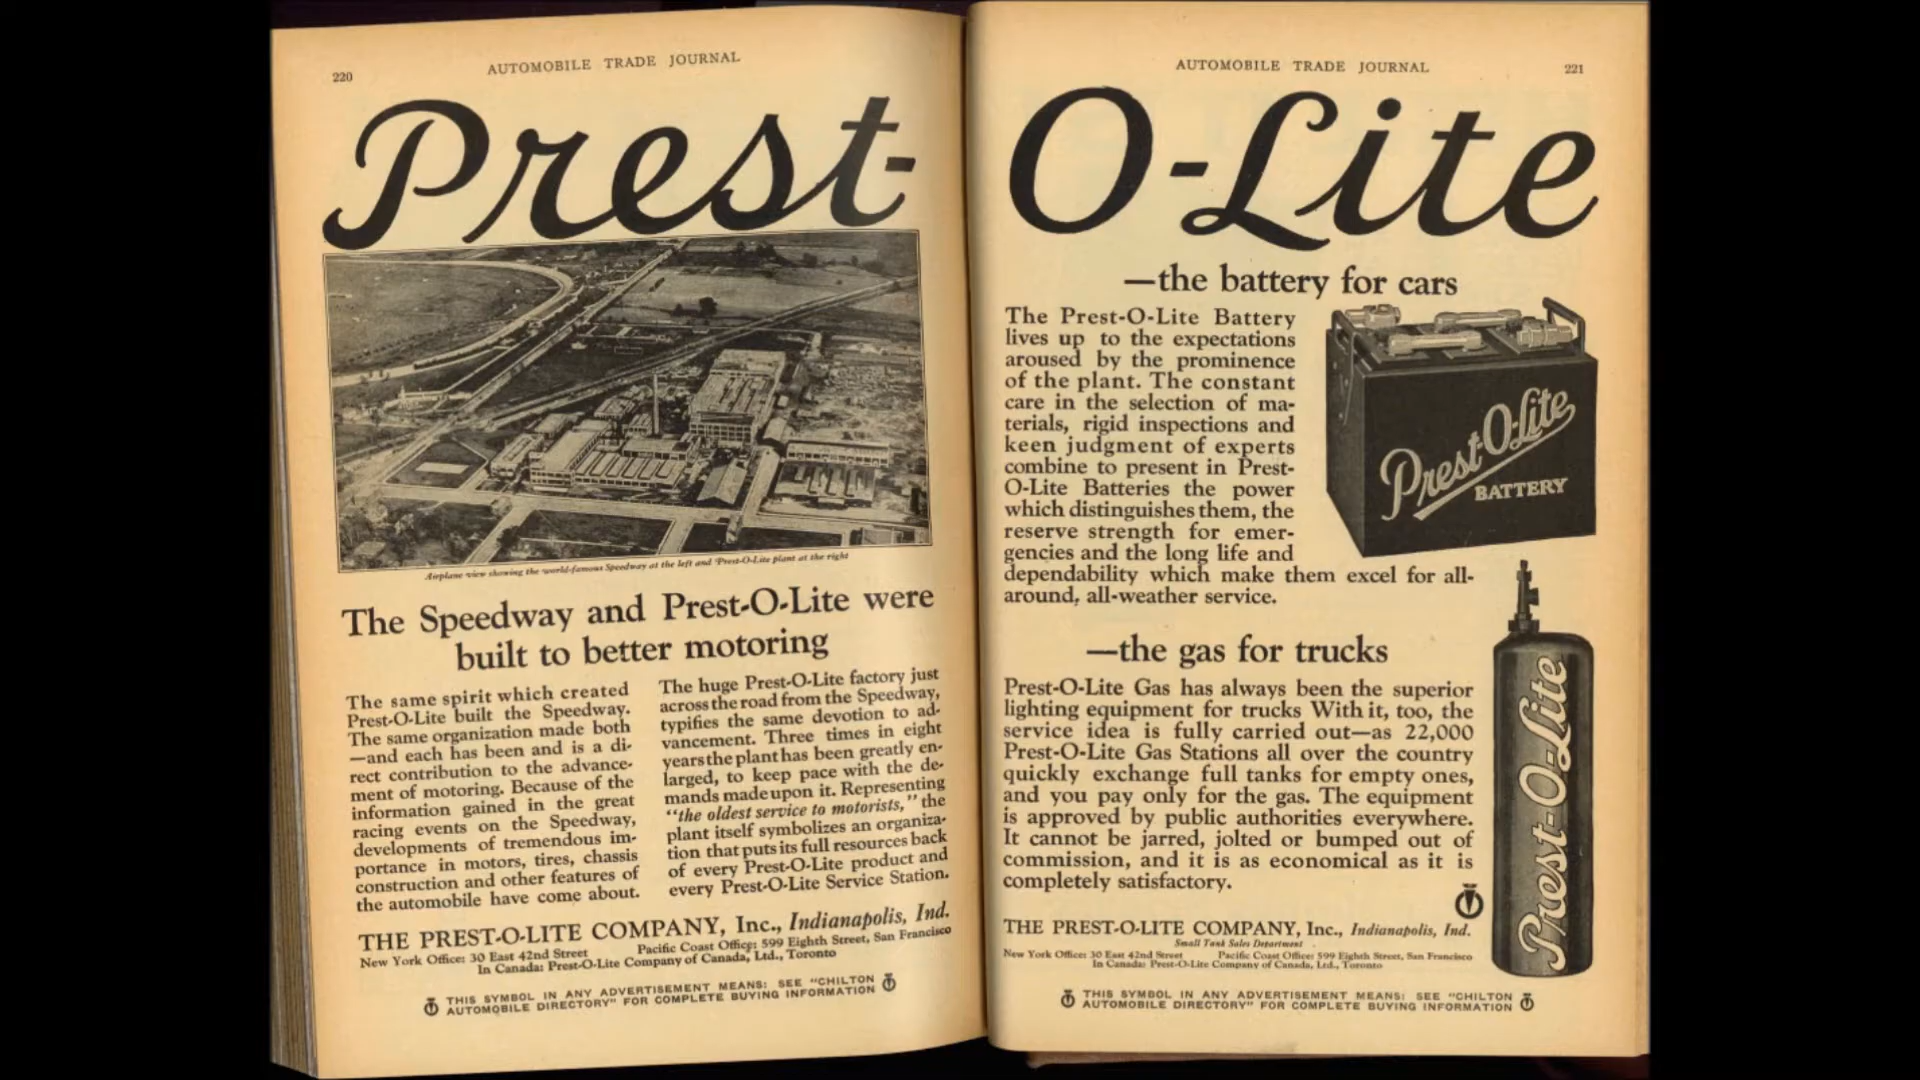 220
AUTOMOBILE TRADE JOURNAL
Prest-
Airplane view showing the world-famous Speedway at the left and Prest-O-Lite plant at the right
The Speedway and Prest-O-Lite were
built to better motoring
The same spirit which created
Prest-O-Lite built the Speedway.
The same organization made both
—and each has been and is a di-
rect contribution to the advance-
ment of motoring. Because of the
information gained in the great
racing events on the Speedway,
developments of tremendous im-
portance in motors, tires, chassis
construction and other features of
the automobile have come about.
The huge Prest-O-Lite factory just
across the road from the Speedway,
typifies the same devotion to ad-
vancement. Three times in eight
years the plant has been greatly en-
larged, to keep pace with the de-
mands made upon it. Representing
"the oldest service to motorists," the
plant itself symbolizes an organiza-
tion that puts its full resources back
of every Prest-O-Lite product and
every Prest-O-Lite Service Station.
THE PREST-O-LITE COMPANY, Inc., Indianapolis, Ind.
New York Office: 30 East 42nd Street Pacific Coast Office: 599 Eighth Street, San Francisco
In Canada: Prest-O-Lite Company of Canada, Ltd., Toronto
THIS SYMBOL IN ANY ADVERTISEMENT MEANS: SEE "CHILTON
AUTOMOBILE DIRECTORY" FOR COMPLETE BUYING INFORMATION
AUTOMOBILE TRADE JOURNAL
221
O-Lite
—the battery for cars
The Prest-O-Lite Battery
lives up to the expectations
aroused by the prominence
of the plant. The constant
care in the selection of ma-
terials, rigid inspections and
keen judgment of experts
combine to present in Prest-
O-Lite Batteries the power
which distinguishes them, the
reserve strength for emer-
gencies and the long life and
dependability which make them excel for all-
around, all-weather service.
Prest-O-Lite
BATTERY
—the gas for trucks
Prest-O-Lite Gas has always been the superior
lighting equipment for trucks With it, too, the
service idea is fully carried out—as 22,000
Prest-O-Lite Gas Stations all over the country
quickly exchange full tanks for empty ones,
and you pay only for the gas. The equipment
is approved by public authorities everywhere.
It cannot be jarred, jolted or bumped out of
commission, and it is as economical as it is
completely satisfactory.
Prest-O-Lite
THE PREST-O-LITE COMPANY, Inc., Indianapolis, Ind.
Small Tank Sales Department
New York Office: 30 East 42nd Street Pacific Coast Office: 599 Eighth Street, San Francisco
In Canada: Prest-O-Lite Company of Canada, Ltd., Toronto
THIS SYMBOL IN ANY ADVERTISEMENT MEANS: SEE "CHILTON
AUTOMOBILE DIRECTORY" FOR COMPLETE BUYING INFORMATION